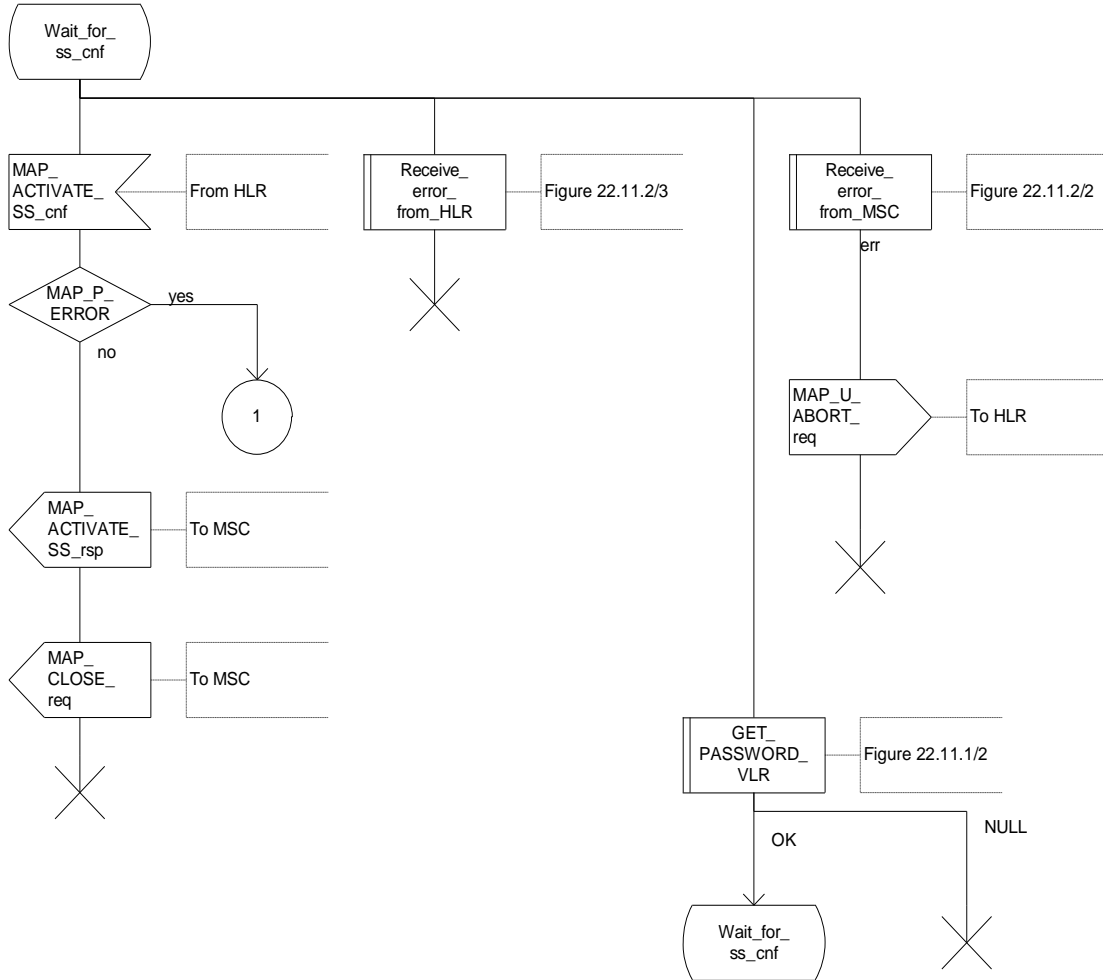 Wait_for_
ss_cnf
MAP_
ACTIVATE_
SS_cnf
From HLR
Receive_
error_
from_HLR
Figure 22.11.2/3
Receive_
error_
from_MSC
Figure 22.11.2/2
err
MAP_P_
ERROR
yes
no
1
MAP_U_
ABORT_
req
To HLR
MAP_
ACTIVATE_
SS_rsp
To MSC
MAP_
CLOSE_
req
To MSC
GET_
PASSWORD_
VLR
Figure 22.11.1/2
OK
NULL
Wait_for_
ss_cnf